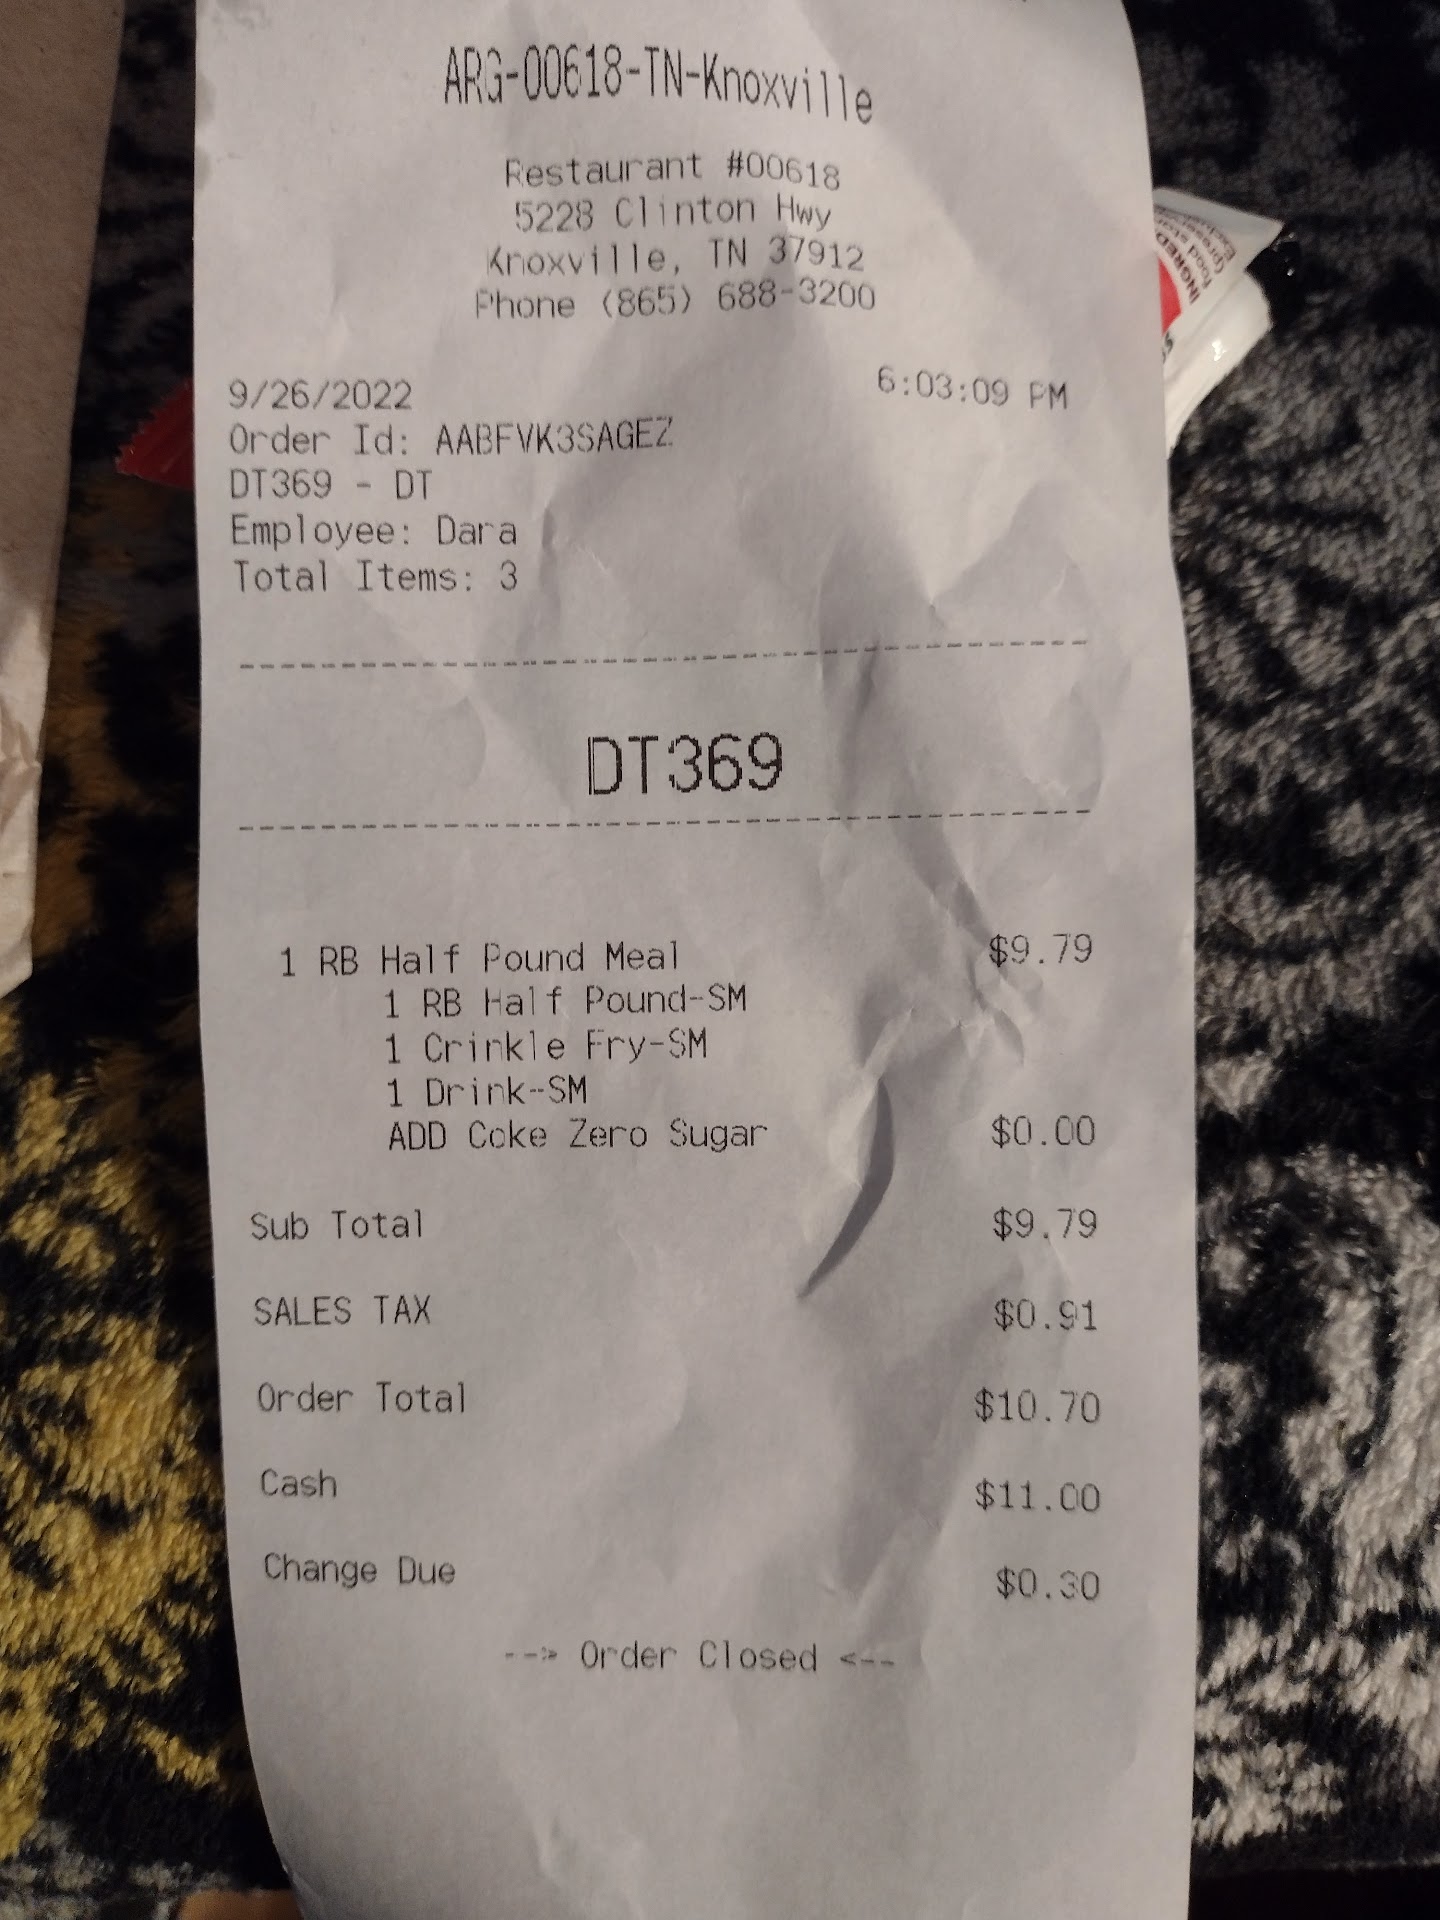 ARG-00618-TN-Knoxville
Restaurant #00618
5228 Clinton Hwy
Knoxville, TN 37912
Phone (865) 688-3200
9/26/2022 6:03:09 PM
Order Id: AABFVK3SAGEZ
DT369 - DT
Employee: Dara
Total Items: 3
DT369
1 RB Half Pound Meal $9.79
1 RB Half Pound-SM
1 Crinkle Fry-SM
1 Drink-SM
ADD Coke Zero Sugar $0.00
Sub Total $9.79
SALES TAX $0.91
Order Total $10.70
Cash $11.00
Change Due $0.30
--> Order Closed <--